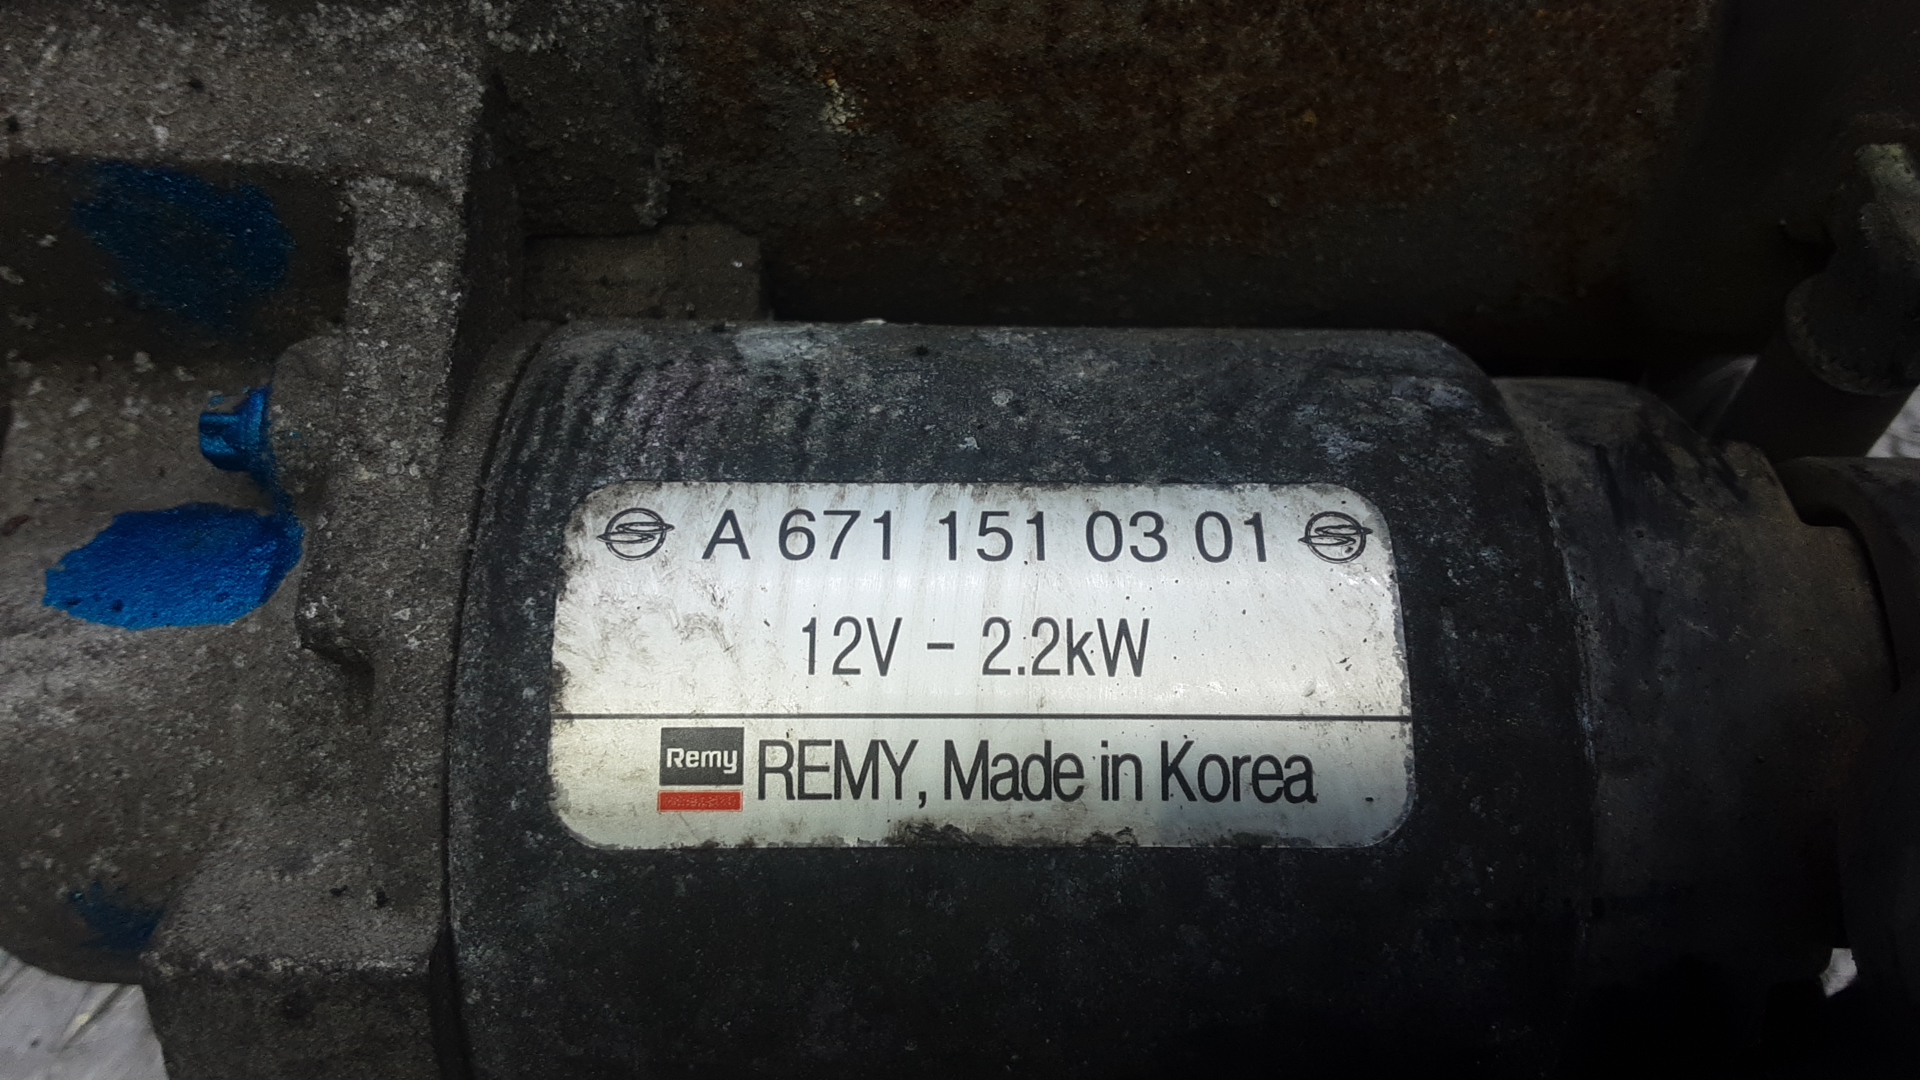 A 671 151 03 01
12V - 2.2kW
Remy REMY, Made in Korea